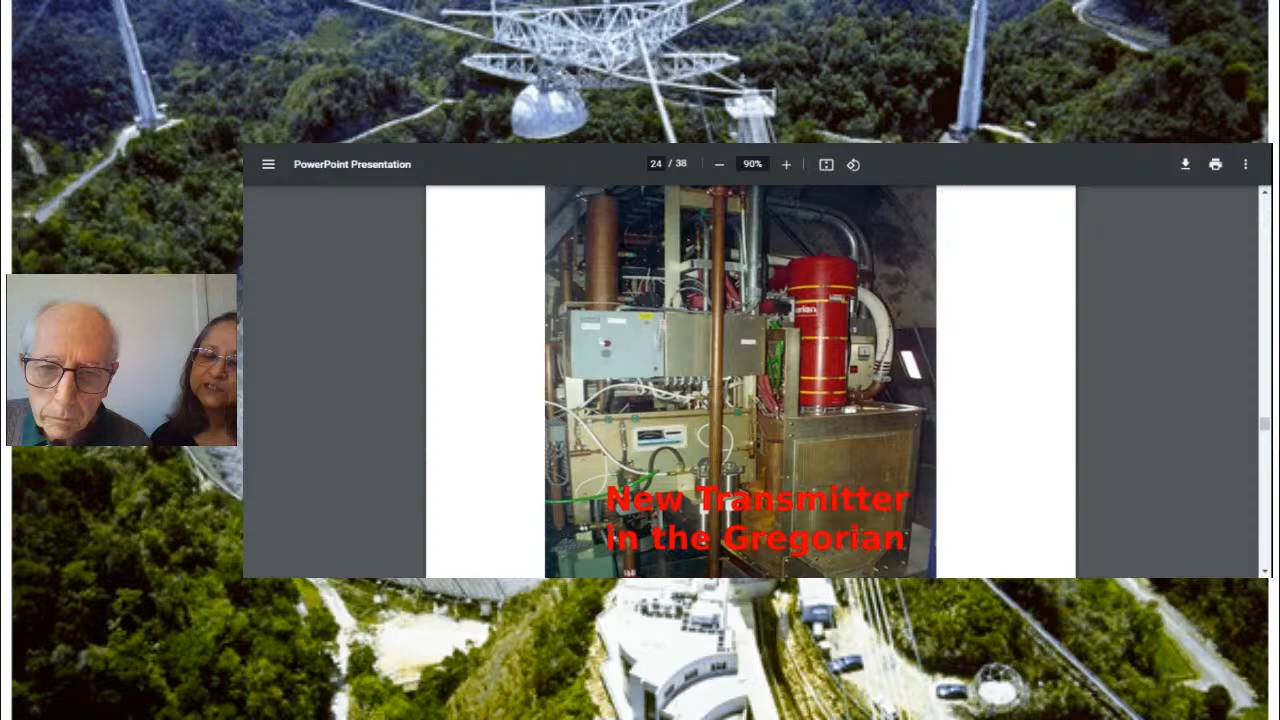 PowerPoint Presentation
24 / 38
90%
New Transmitter
in the Gregorian